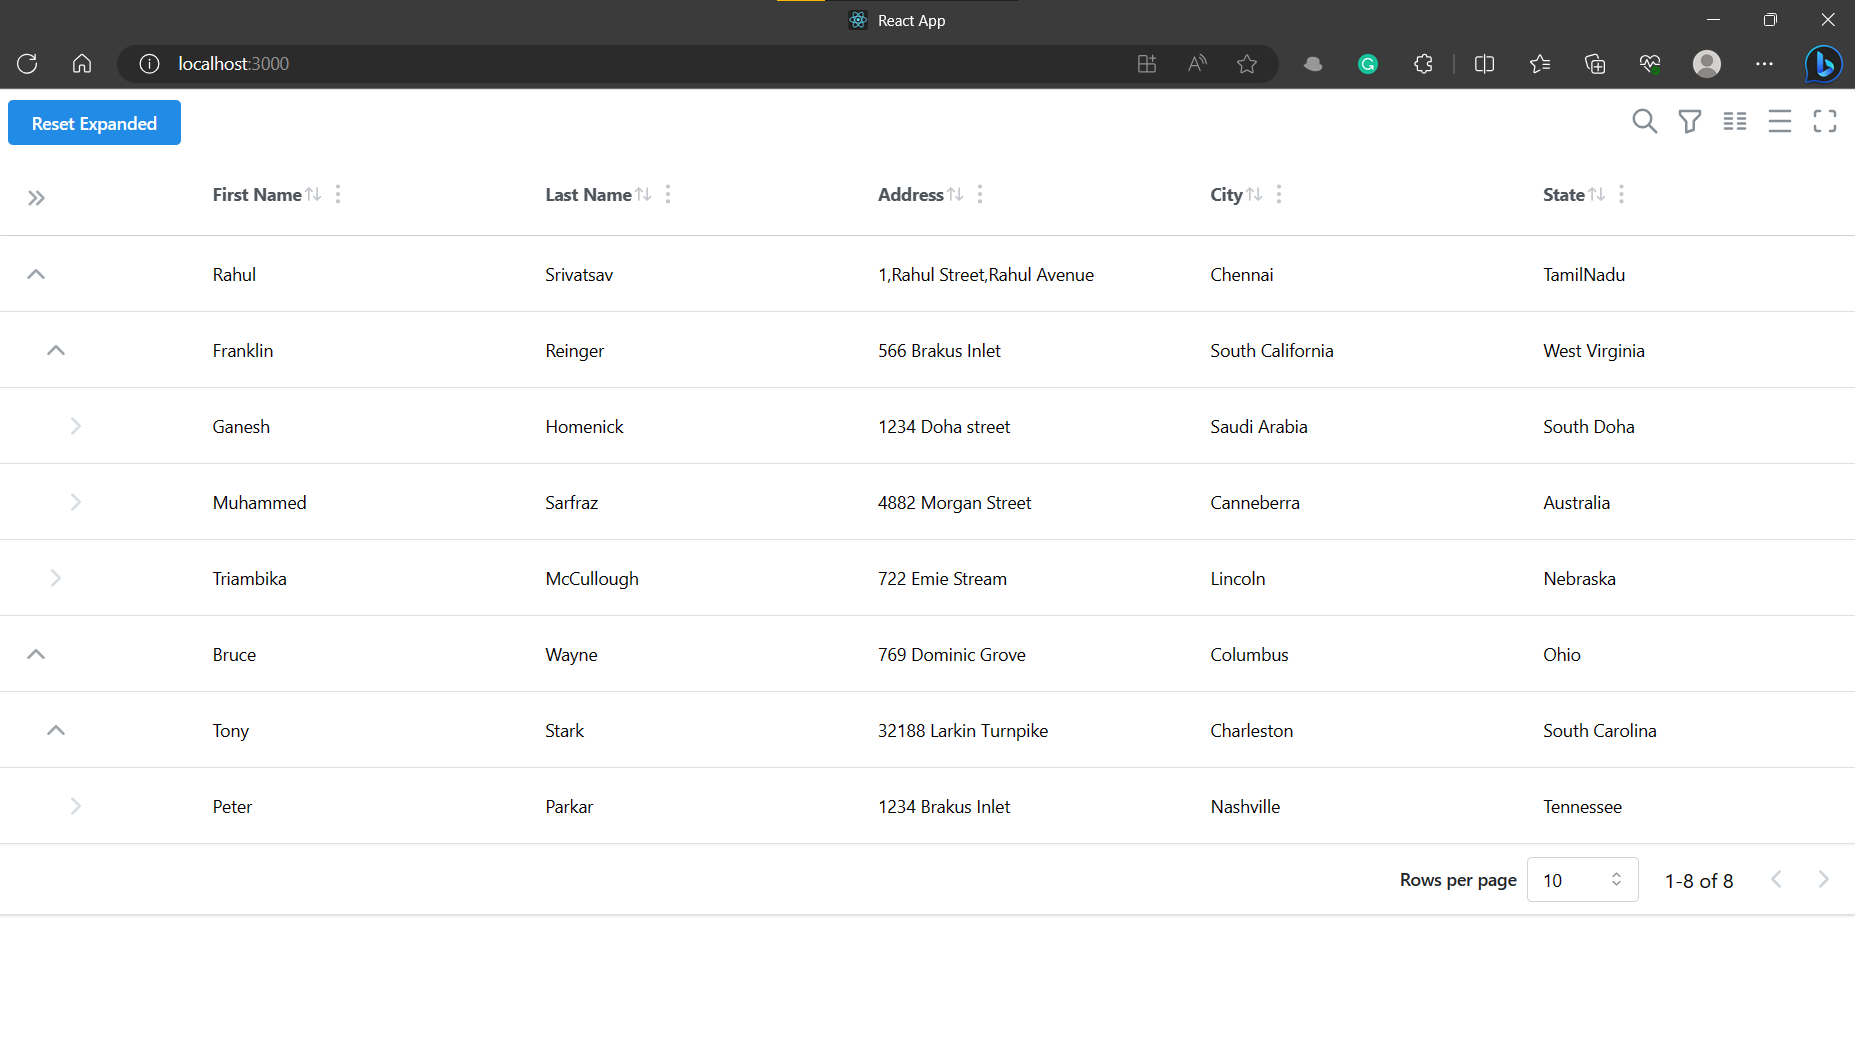 React App
localhost:3000
Reset Expanded
First Name Last Name Address City State
Rahul Srivatsav 1,Rahul Street,Rahul Avenue Chennai TamilNadu
Franklin Reinger 566 Brakus Inlet South California West Virginia
Ganesh Homenick 1234 Doha street Saudi Arabia South Doha
Muhammed Sarfraz 4882 Morgan Street Canneberra Australia
Triambika McCullough 722 Emie Stream Lincoln Nebraska
Bruce Wayne 769 Dominic Grove Columbus Ohio
Tony Stark 32188 Larkin Turnpike Charleston South Carolina
Peter Parkar 1234 Brakus Inlet Nashville Tennessee
Rows per page 10 1-8 of 8